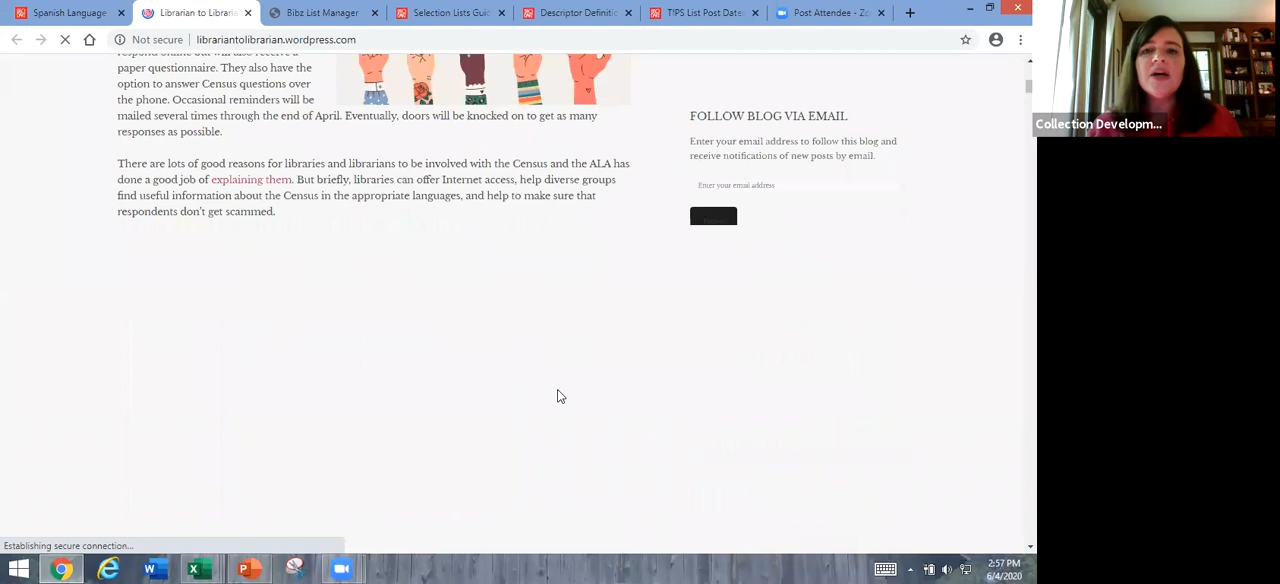 Spanish Language
Librarian to Libraria
Bibz List Manager
Selection Lists Guid
Descriptor Definitio
TIPS List Post Dates
Post Attendee - Zo
Not secure
librariantolibrarian.wordpress.com
respond online but will also receive a
paper questionnaire. They also have the
option to answer Census questions over
the phone. Occasional reminders will be
mailed several times through the end of April. Eventually, doors will be knocked on to get as many
responses as possible.
There are lots of good reasons for libraries and librarians to be involved with the Census and the ALA has
done a good job of explaining them. But briefly, libraries can offer Internet access, help diverse groups
find useful information about the Census in the appropriate languages, and help to make sure that
respondents don't get scammed.
FOLLOW BLOG VIA EMAIL
Enter your email address to follow this blog and
receive notifications of new posts by email.
Enter your email address
Collection Developm...
Establishing secure connection...
2:57 PM
6/4/2020